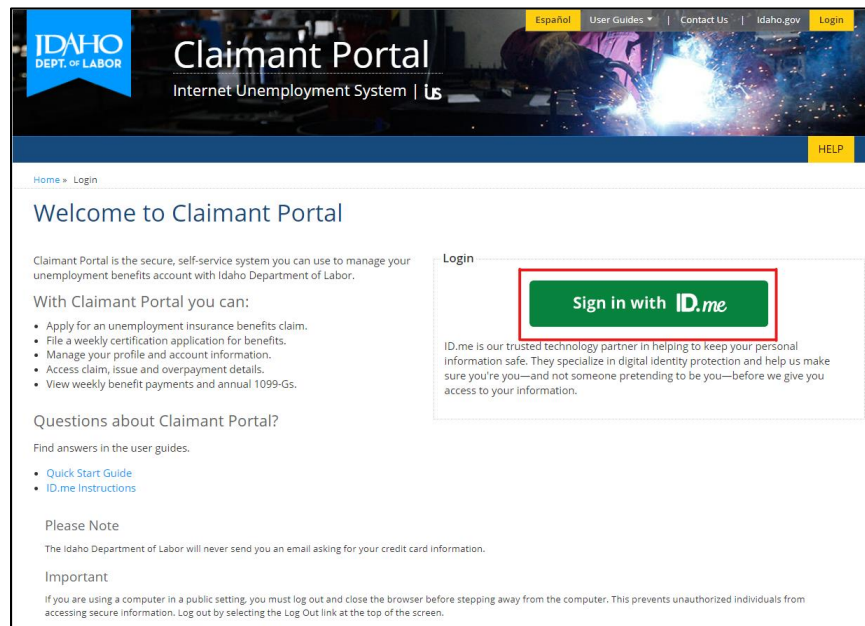 Español User Guides | Contact Us | Idaho.gov Login
IDAHO
DEPT. OF LABOR
Claimant Portal
Internet Unemployment System | ius
HELP
Home » Login
Welcome to Claimant Portal
Claimant Portal is the secure, self-service system you can use to manage your
unemployment benefits account with Idaho Department of Labor.
With Claimant Portal you can:
• Apply for an unemployment insurance benefits claim.
• File a weekly certification application for benefits.
• Manage your profile and account information.
• Access claim, issue and overpayment details.
• View weekly benefit payments and annual 1099-Gs.
Questions about Claimant Portal?
Find answers in the user guides.
• Quick Start Guide
• ID.me Instructions
Login
Sign in with ID.me
ID.me is our trusted technology partner in helping to keep your personal
information safe. They specialize in digital identity protection and help us make
sure you're you—and not someone pretending to be you—before we give you
access to your information.
Please Note
The Idaho Department of Labor will never send you an email asking for your credit card information.
Important
If you are using a computer in a public setting, you must log out and close the browser before stepping away from the computer. This prevents unauthorized individuals from
accessing secure information. Log out by selecting the Log Out link at the top of the screen.